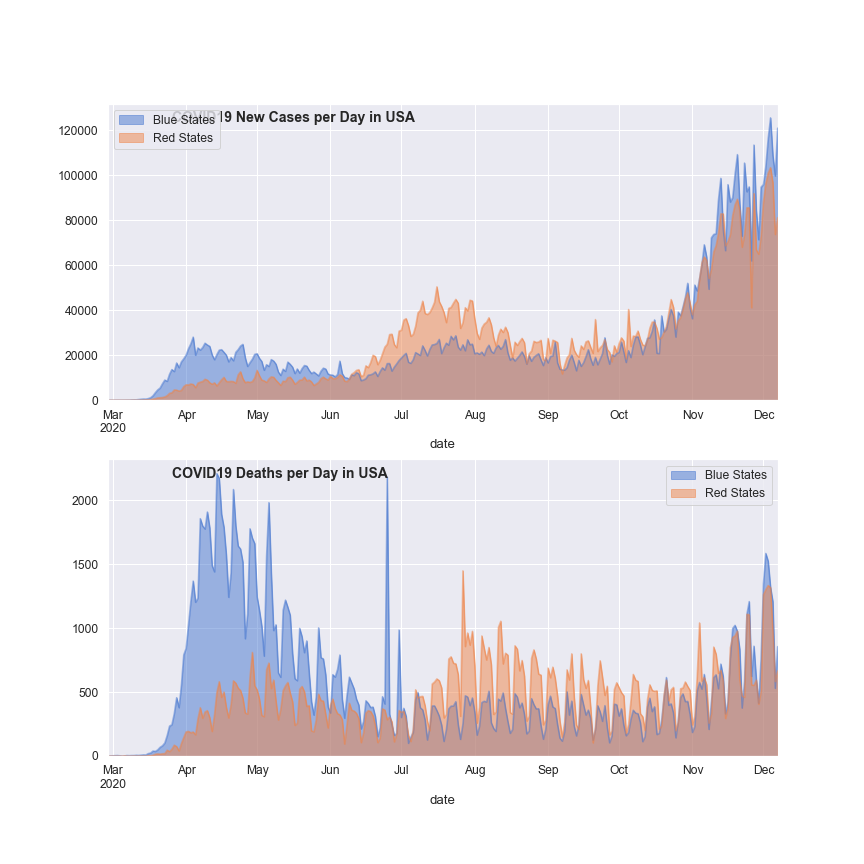 COVID19 New Cases per Day in USA
Blue States
Red States
120000
100000
80000
60000
40000
20000
0
Mar Apr May Jun Jul Aug Sep Oct Nov Dec
2020
date
COVID19 Deaths per Day in USA
Blue States
Red States
2000
1500
1000
500
0
Mar Apr May Jun Jul Aug Sep Oct Nov Dec
2020
date